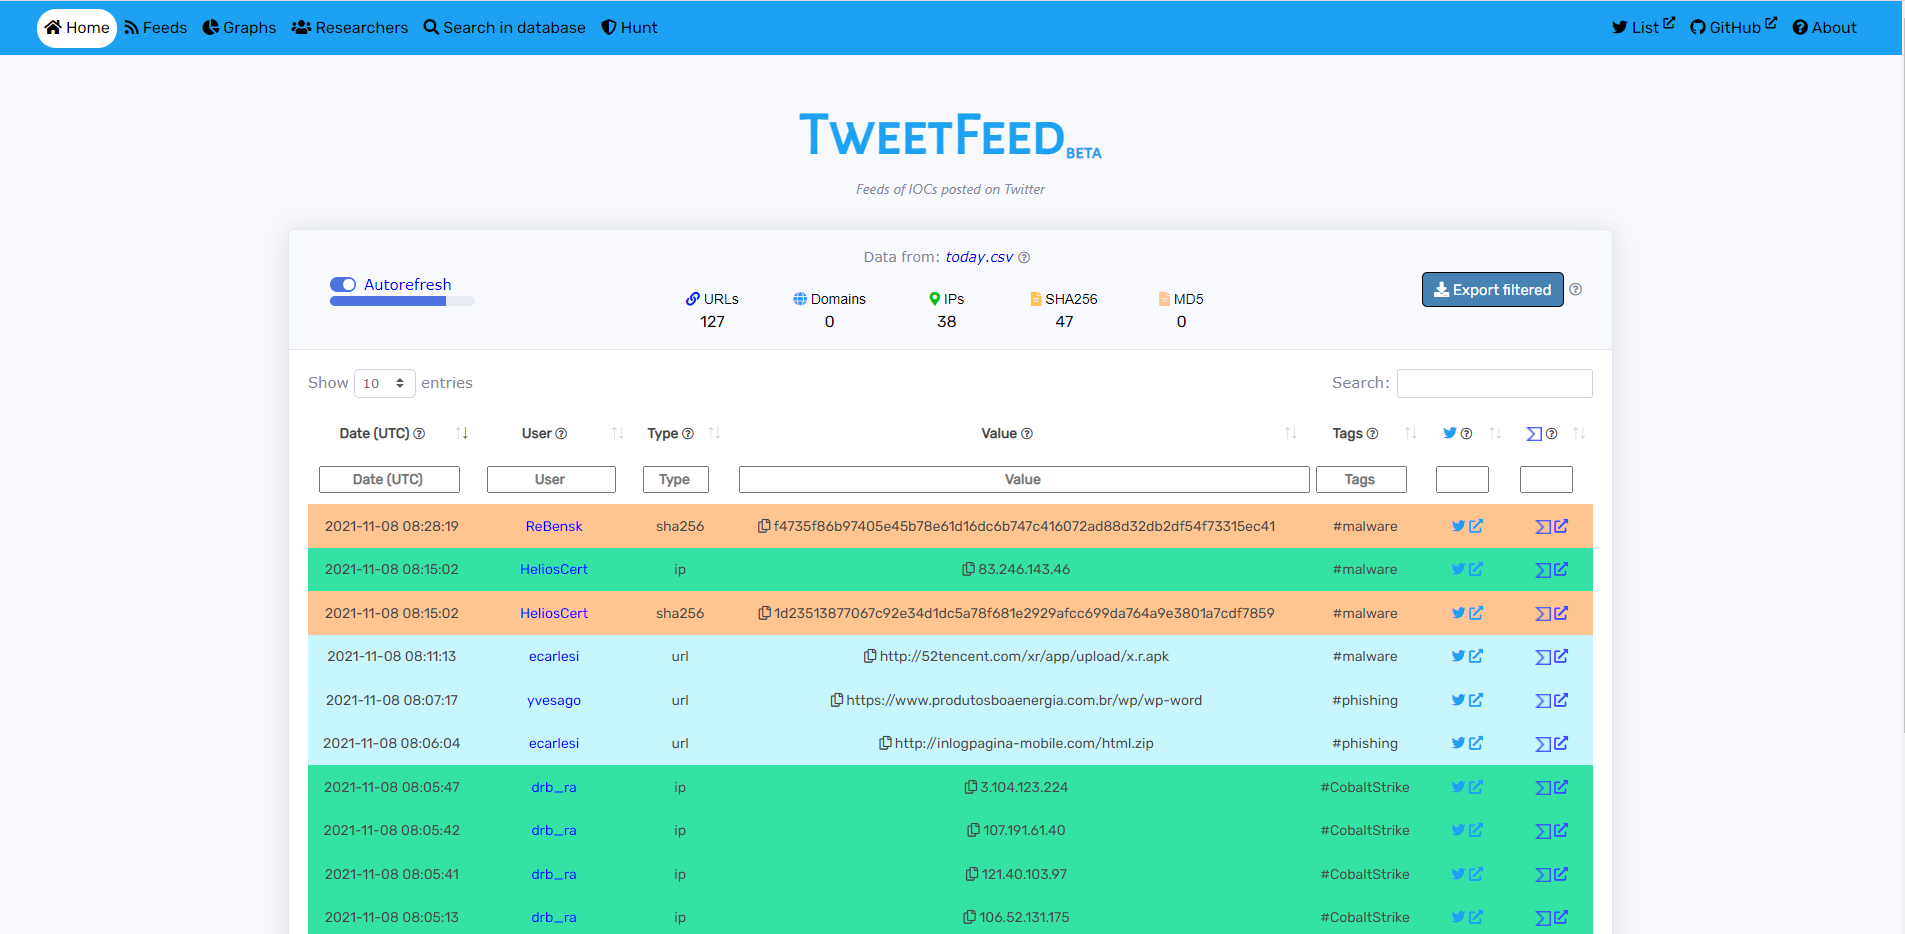 Home Feeds Graphs Researchers Search in database Hunt List GitHub About
TWEETFEED BETA
Feeds of IOCs posted on Twitter
Data from: today.csv
Autorefresh
URLs Domains IPs SHA256 MD5
127 0 38 47 0
Export filtered
Show 10 entries Search:
Date (UTC) User Type Value Tags
Date (UTC) User Type Value Tags
2021-11-08 08:28:19 ReBensk sha256 f4735f86b97405e45b78e61d16dc6b747c416072ad88d32db2df54f73315ec41 #malware
2021-11-08 08:15:02 HeliosCert ip 83.246.143.46 #malware
2021-11-08 08:15:02 HeliosCert sha256 1d23513877067c92e34d1dc5a78f681e2929afcc699da764a9e3801a7cdf7859 #malware
2021-11-08 08:11:13 ecarlesi url http://52tencent.com/xr/app/upload/x.r.apk #malware
2021-11-08 08:07:17 yvesago url https://www.produtosboaenergia.com.br/wp/wp-word #phishing
2021-11-08 08:06:04 ecarlesi url http://inlogpagina-mobile.com/html.zip #phishing
2021-11-08 08:05:47 drb_ra ip 3.104.123.224 #CobaltStrike
2021-11-08 08:05:42 drb_ra ip 107.191.61.40 #CobaltStrike
2021-11-08 08:05:41 drb_ra ip 121.40.103.97 #CobaltStrike
2021-11-08 08:05:13 drb_ra ip 106.52.131.175 #CobaltStrike